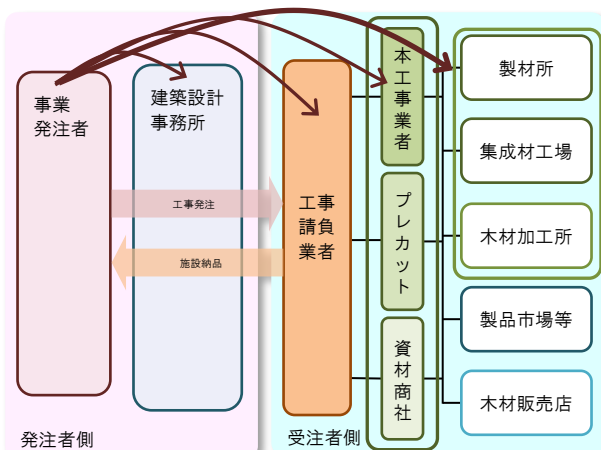 事業
発注者
建築設計
事務所
工事発注
施設納品
工事
請負
業者
本工事業者
プレカット
資材商社
製材所
集成材工場
木材加工所
製品市場等
木材販売店
発注者側
受注者側